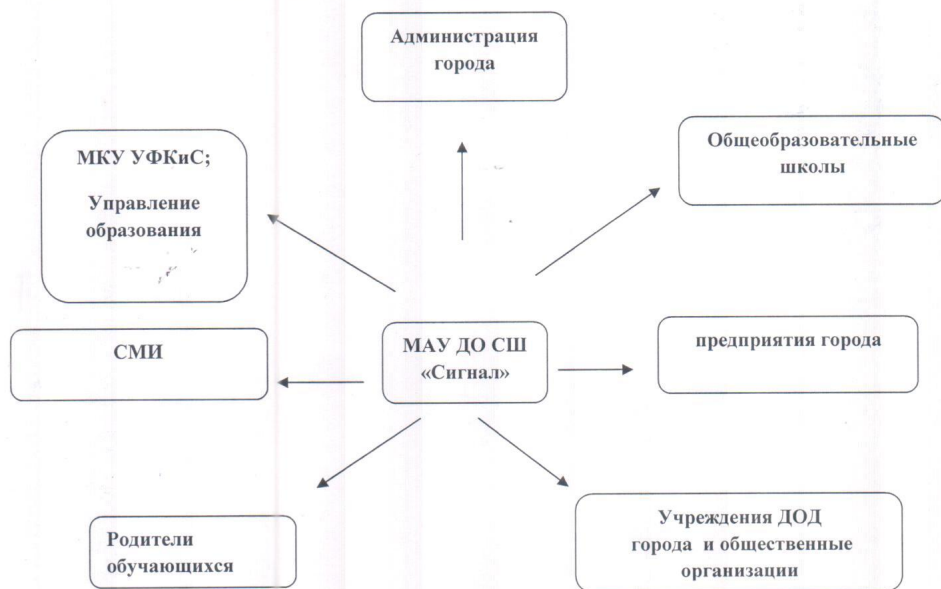 Администрация
города
МКУ УФКиС;
Управление
образования
Общеобразовательные
школы
СМИ
МАУ ДО СШ
«Сигнал»
предприятия города
Родители
обучающихся
Учреждения ДОД
города и общественные
организации